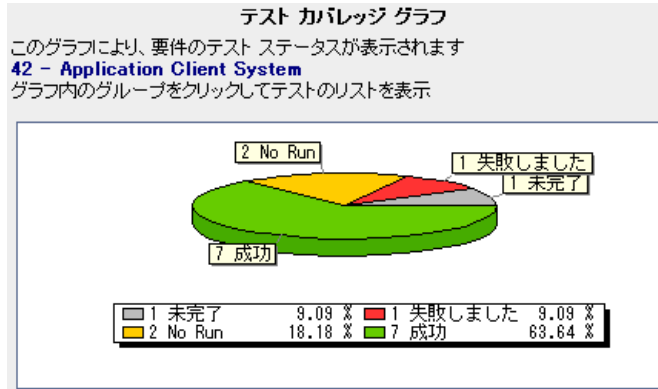 テスト カバレッジ グラフ
このグラフにより、要件のテスト ステータスが表示されます
42 - Application Client System
グラフ内のグループをクリックしてテストのリストを表示
2 No Run
1 失敗しました
1 未完了
7 成功
1 未完了 9.09 % 1 失敗しました 9.09 %
2 No Run 18.18 % 7 成功 63.64 %